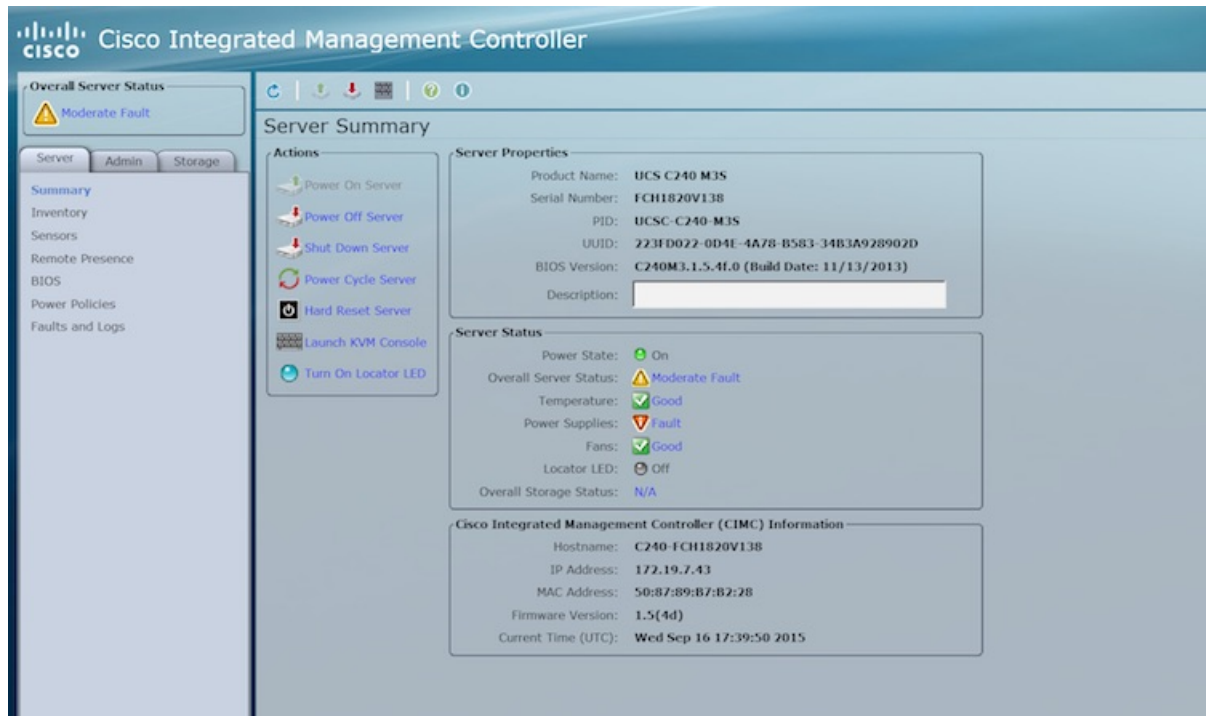 CISCO Cisco Integrated Management Controller
Overall Server Status
Moderate Fault
Server Admin Storage
Summary
Inventory
Sensors
Remote Presence
BIOS
Power Policies
Faults and Logs
Server Summary
Actions
Power On Server
Power Off Server
Shut Down Server
Power Cycle Server
Hard Reset Server
Launch KVM Console
Turn On Locator LED
Server Properties
Product Name: UCS C240 M3S
Serial Number: FCH1820V138
PID: UCSC-C240-M3S
UUID: 223FD022-0D4E-4A78-B583-34B3A928902D
BIOS Version: C240M3.1.5.4f.0 (Build Date: 11/13/2013)
Description:
Server Status
Power State: On
Overall Server Status: Moderate Fault
Temperature: Good
Power Supplies: Fault
Fans: Good
Locator LED: Off
Overall Storage Status: N/A
Cisco Integrated Management Controller (CIMC) Information
Hostname: C240-FCH1820V138
IP Address: 172.19.7.43
MAC Address: 50:87:89:B7:B2:28
Firmware Version: 1.5(4d)
Current Time (UTC): Wed Sep 16 17:39:50 2015